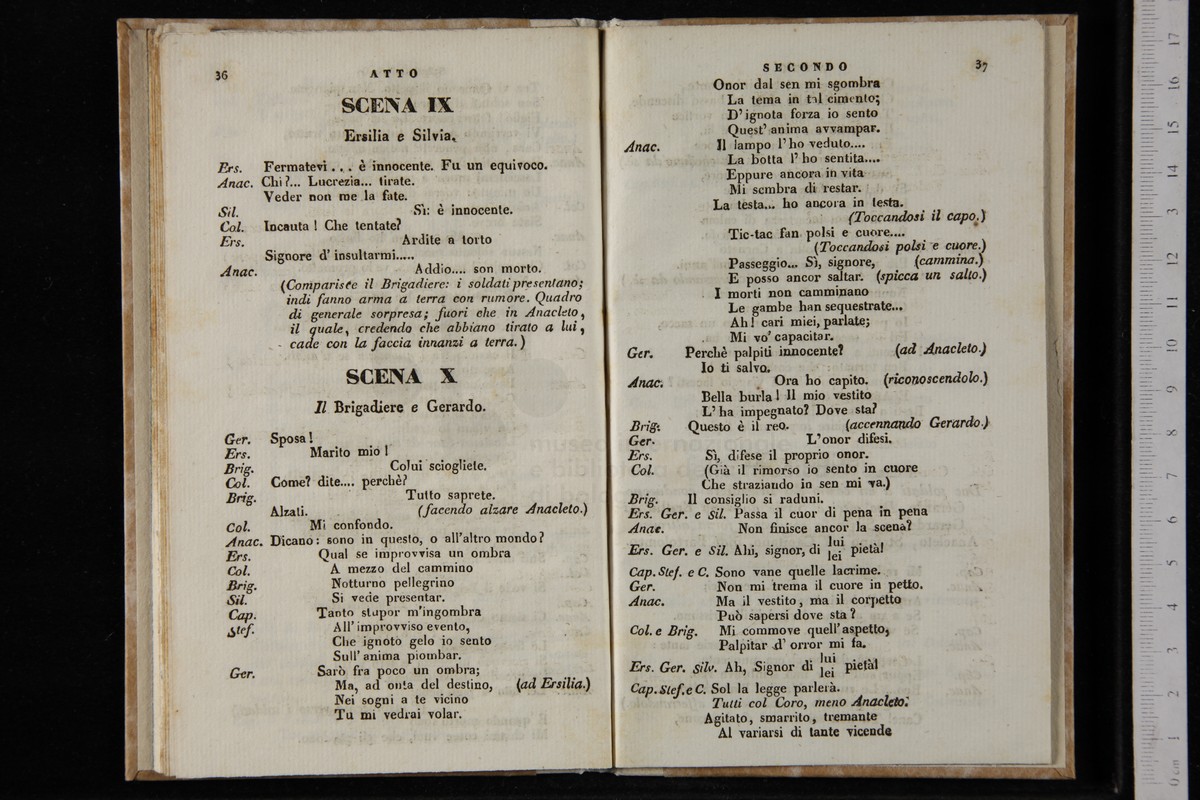 36
ATTO
SCENA IX
Ersilia e Silvia.
Ers. Fermatevi . . . è innocente. Fu un equivoco.
Anac. Chi?... Lucrezia... tirate.
Veder non me la fate.
Sil. Sì: è innocente.
Col. Incauta! Che tentate?
Ers. Ardite a torto
Signore d' insultarmi.....
Anac. Addio.... son morto.
(Comparisce il Brigadiere: i soldati presentano;
indi fanno arma a terra con rumore. Quadro
di generale sorpresa; fuori che in Anacleto,
il quale, credendo che abbiano tirato a lui,
cade con la faccia innanzi a terra.)
SCENA X
Il Brigadiere e Gerardo.
Ger. Sposa!
Ers. Marito mio!
Brig. Colui sciogliete.
Col. Come? dite.... perchè?
Brig. Tutto saprete.
Alzati. (facendo alzare Anacleto.)
Col. Mi confondo.
Anac. Dicano: sono in questo, o all'altro mondo?
Ers. Qual se improvvisa un ombra
Col. A mezzo del cammino
Brig. Notturno pellegrino
Sil. Si vede presentar.
Cap. Tanto stupor m'ingombra
Stef. All' improvviso evento,
Che ignoto gelo io sento
Sull' anima piombar.
Ger. Sarò fra poco un ombra;
Ma, ad onta del destino, (ad Ersilia.)
Nei sogni a te vicino
Tu mi vedrai volar.
SECONDO
37
Onor dal sen mi sgombra
La tema in tal cimento;
D' ignota forza io sento
Quest' anima avvampar.
Anac. Il lampo l' ho veduto....
La botta l' ho sentita....
Eppure ancora in vita
Mi sembra di restar.
La testa... ho ancora in testa.
(Toccandosi il capo.)
Tic-tac fan polsi e cuore....
(Toccandosi polsi e cuore.)
Passeggio... Sì, signore, (cammina.)
E posso ancor saltar. (spicca un salto.)
I morti non camminano
Le gambe han sequestrate...
Ah! cari miei, parlate;
Mi vo' capacitar.
Ger. Perchè palpiti innocente? (ad Anacleto.)
Io ti salvo.
Anac. Ora ho capito. (riconoscendolo.)
Bella burla! Il mio vestito
L' ha impegnato? Dove sta?
Brig. Questo è il reo. (accennando Gerardo.)
Ger. L'onor difesi.
Ers. Sì, difese il proprio onor.
Col. (Già il rimorso io sento in cuore
Che straziando in sen mi va.)
Brig. Il consiglio si raduni.
Ers. Ger. e Sil. Passa il cuor di pena in pena
Anac. Non finisce ancor la scena?
Ers. Ger. e Sil. Ahi, signor, di lui lei pietà!
Cap. Stef. e C. Sono vane quelle lacrime.
Ger. Non mi trema il cuore in petto.
Anac. Ma il vestito, ma il corpetto
Può sapersi dove sta?
Col. e Brig. Mi commove quell' aspetto,
Palpitar d' orror mi fa.
Ers. Ger. Silv. Ah, Signor di lui lei pietà!
Cap. Stef. e C. Sol la legge parlerà.
Tutti col Coro, meno Anacleto.
Agitato, smarrito, tremante
Al variarsi di tante vicende